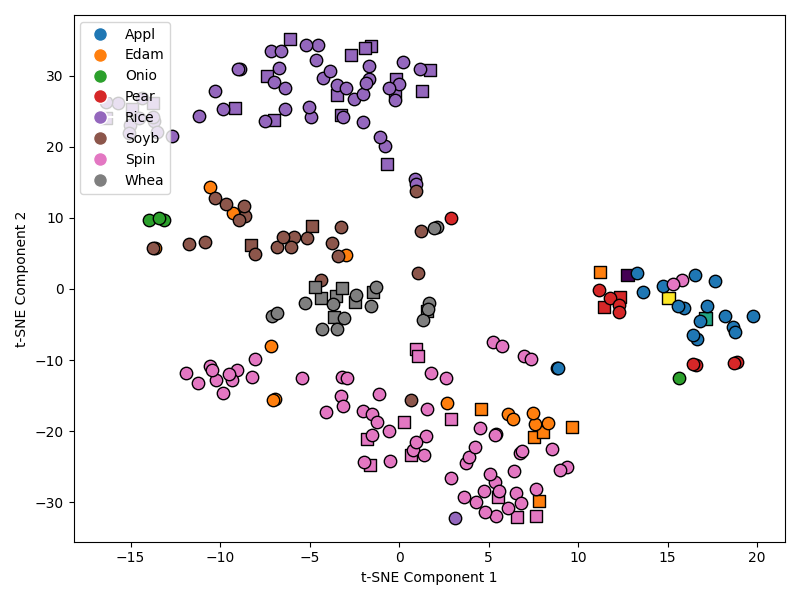 Appl
Edam
Onio
Pear
Rice
Soyb
Spin
Whea
30
20
10
0
−10
−20
−30
t-SNE Component 2
−15
−10
−5
0
5
10
15
20
t-SNE Component 1